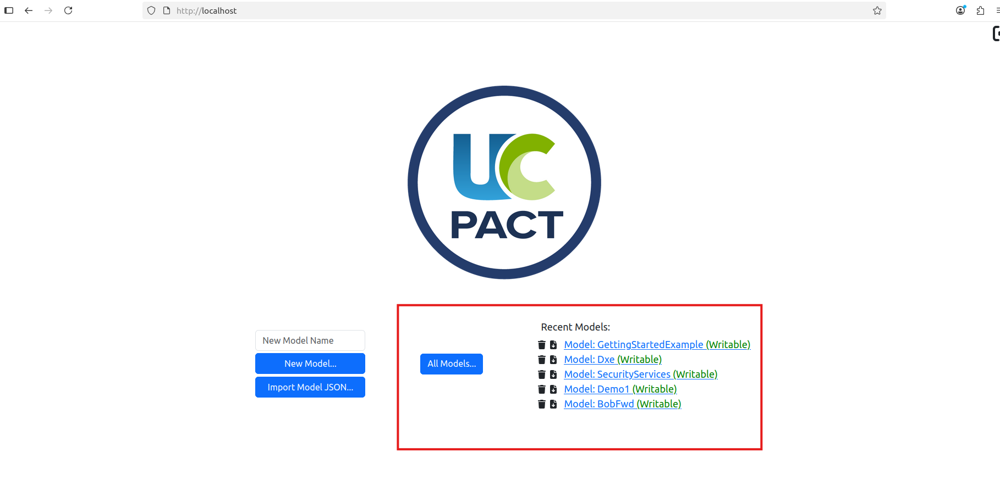 http://localhost
UC
PACT
New Model Name
New Model...
Import Model JSON...
All Models...
Recent Models:
Model: GettingStartedExample (Writable)
Model: Dxe (Writable)
Model: SecurityServices (Writable)
Model: Demo1 (Writable)
Model: BobFwd (Writable)